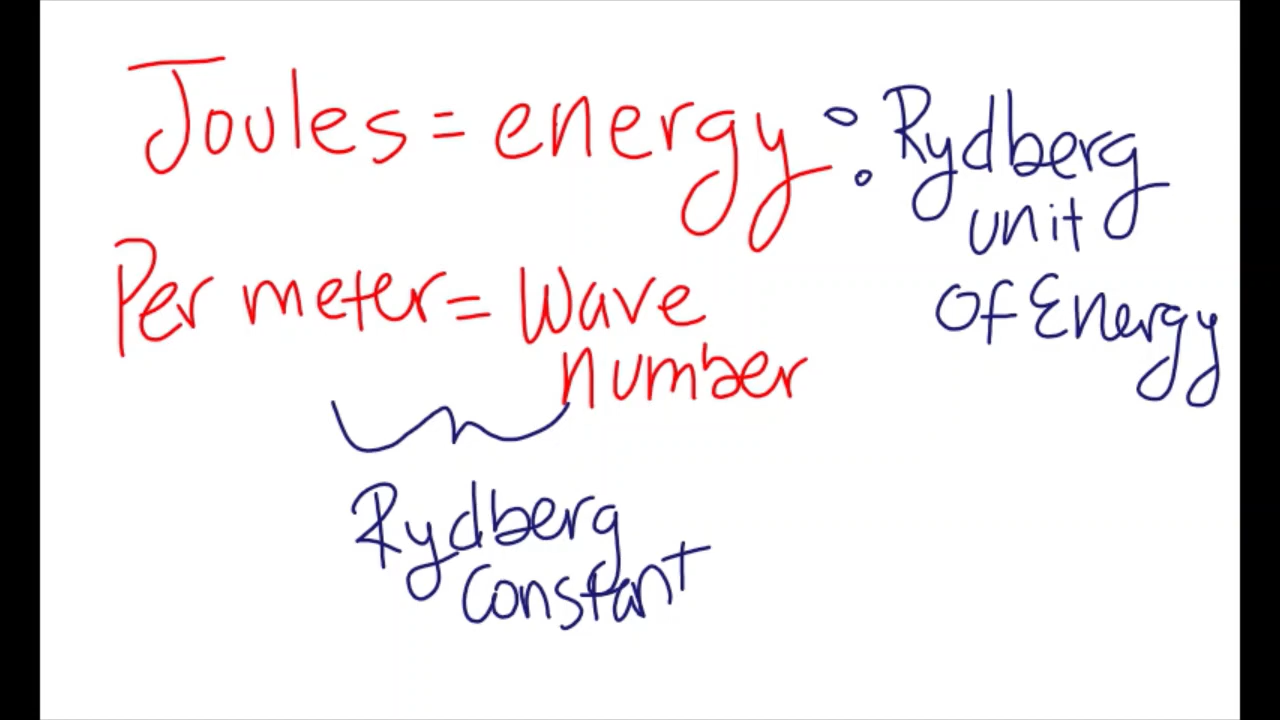 Joules = energy : Rydberg
unit
of Energy
Per meter = Wave
number
Rydberg
Constant